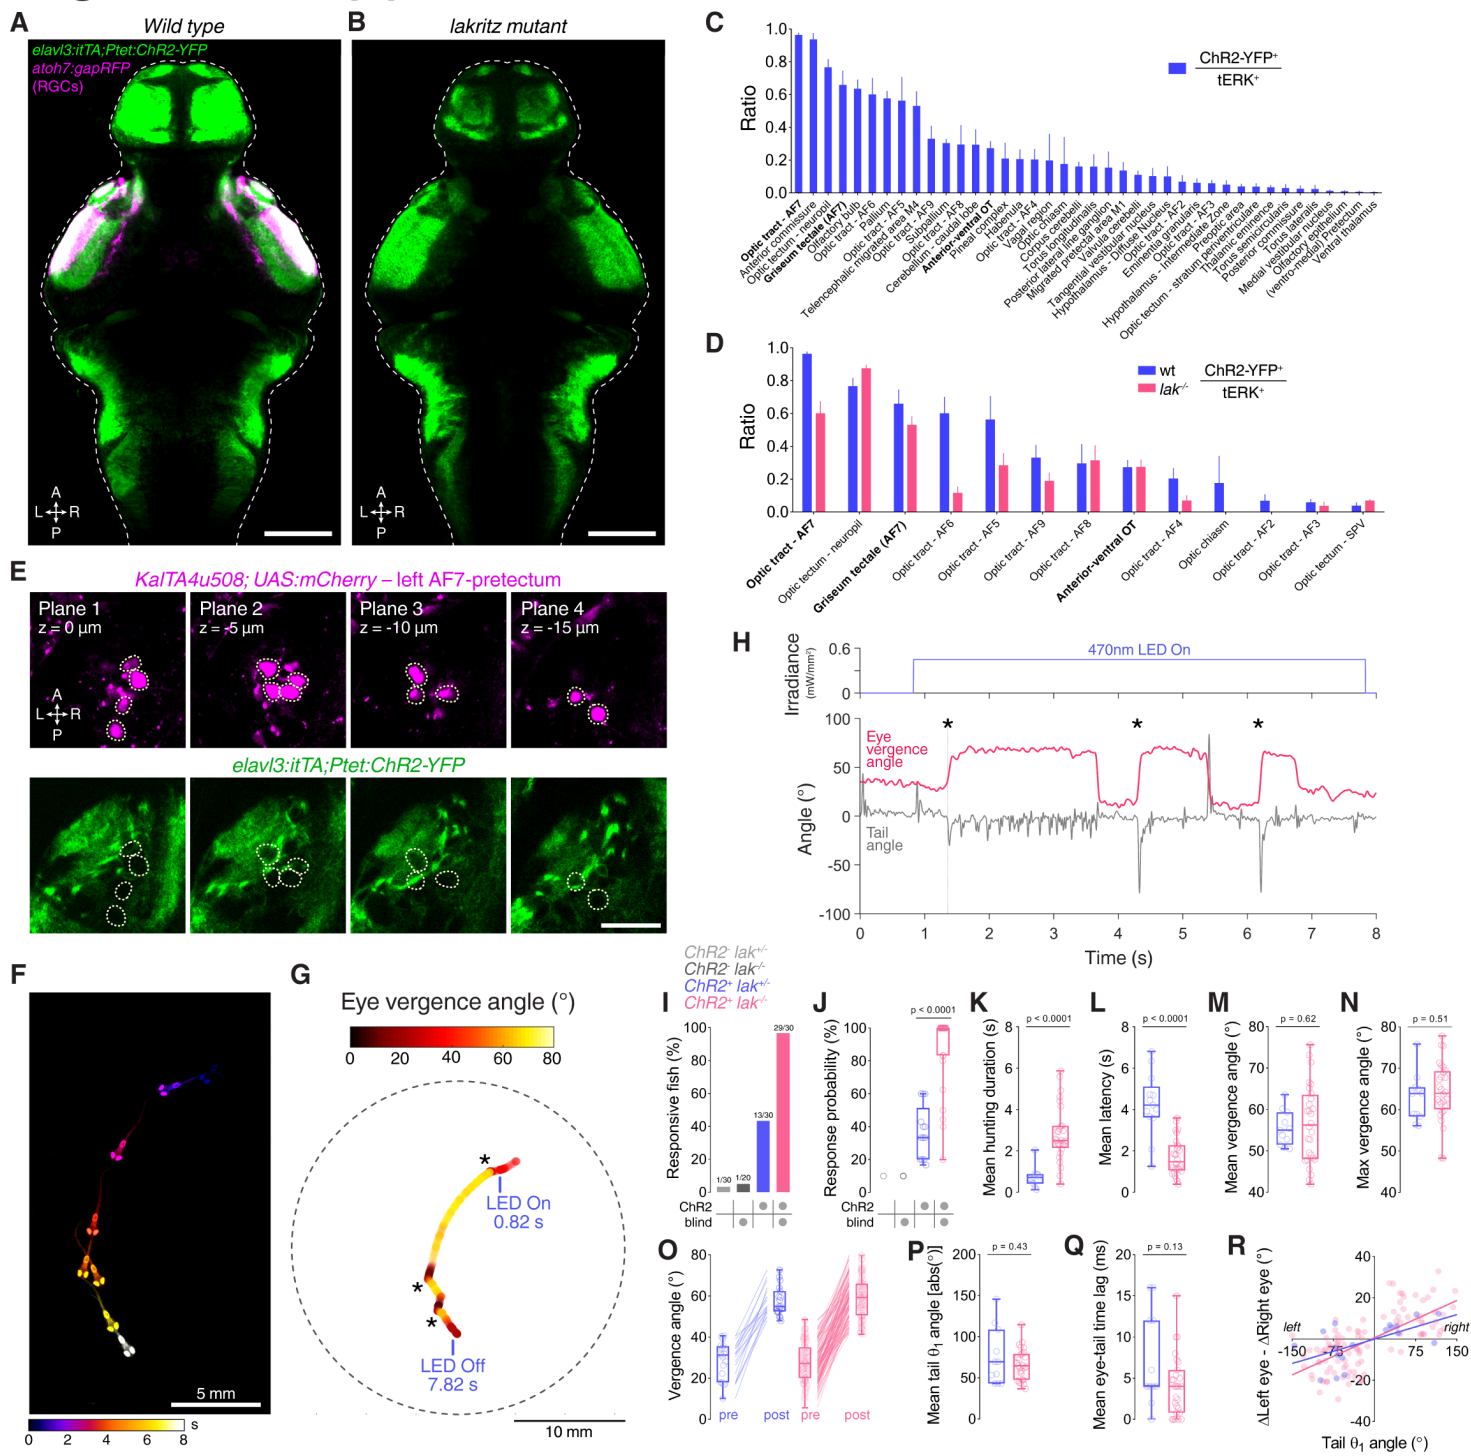 A
Wild type
elavl3:itTA;Ptet:ChR2-YFP
atoh7:gapRFP
(RGCs)
A
L R
P
B
lakritz mutant
A
L R
P
C
Ratio
1.0
0.8
0.6
0.4
0.2
0.0
ChR2-YFP+
tERK+
Optic tract - AF7
Anterior commissure
Optic tectum - neuropil
Griseum tectale (AF7)
Olfactory bulb
Optic tract - AF6
Pallium
Optic tract - AF5
Telencephalic migrated area M4
Optic tract - AF9
Subpallium
Optic tract - AF8
Cerebellum - caudal lobe
Anterior-ventral OT
Pineal complex
Habenula
Optic tract - AF4
Vagal region
Optic chiasm
Corpus cerebelli
Torus longitudinalis
Posterior lateral line ganglion
Migrated pretectal area M1
Valvula cerebelli
Tangential vestibular nucleus
Hypothalamus - Diffuse Nucleus
Optic tract - AF2
Eminentia granularis
Optic tract - AF3
Hypothalamus - Intermediate Zone
Preoptic area
Optic tectum - stratum periventriculare
Thalamic eminence
Torus semicircularis
Posterior commissure
Torus lateralis
Medial vestibular nucleus
Olfactory epithelium
(ventro-medial) Pretectum
Ventral thalamus
D
Ratio
1.0
0.8
0.6
0.4
0.2
0.0
wt
lak-/-
ChR2-YFP+
tERK+
Optic tract - AF7
Optic tectum - neuropil
Griseum tectale (AF7)
Optic tract - AF6
Optic tract - AF5
Optic tract - AF9
Optic tract - AF8
Anterior-ventral OT
Optic tract - AF4
Optic chiasm
Optic tract - AF2
Optic tract - AF3
Optic tectum - SPV
E
KalTA4u508; UAS:mCherry – left AF7-pretectum
Plane 1
z = 0 µm
Plane 2
z = -5 µm
Plane 3
z = -10 µm
Plane 4
z = -15 µm
A
L R
P
elavl3:itTA;Ptet:ChR2-YFP
H
Irradiance
(mW/mm²)
0.6
0
470nm LED On
Angle (°)
100
50
0
-50
-100
Eye
vergence
angle
Tail
angle
* * *
0 1 2 3 4 5 6 7 8
Time (s)
F
5 mm
0 2 4 6 8 s
G
Eye vergence angle (°)
0 20 40 60 80
*
LED On
0.82 s
*
*
LED Off
7.82 s
10 mm
ChR2- lak+/-
ChR2- lak-/-
ChR2+ lak+/-
ChR2+ lak-/-
I
Responsive fish (%)
100
80
60
40
20
0
1/30
1/20
13/30
29/30
ChR2
blind
J
Response probability (%)
100
80
60
40
20
0
p < 0.0001
ChR2
blind
K
Mean hunting duration (s)
8
6
4
2
0
p < 0.0001
L
Mean latency (s)
8
6
4
2
0
p < 0.0001
M
Mean vergence angle (°)
80
70
60
50
40
p = 0.62
N
Max vergence angle (°)
80
70
60
50
40
p = 0.51
O
Vergence angle (°)
80
60
40
20
0
pre post pre post
P
Mean tail θ1 angle [abs(°)]
200
150
100
50
0
p = 0.43
Q
Mean eye-tail time lag (ms)
20
15
10
5
0
p = 0.13
R
ΔLeft eye - ΔRight eye (°)
40
20
-20
-40
left
right
-150 -75 75 150
Tail θ1 angle (°)